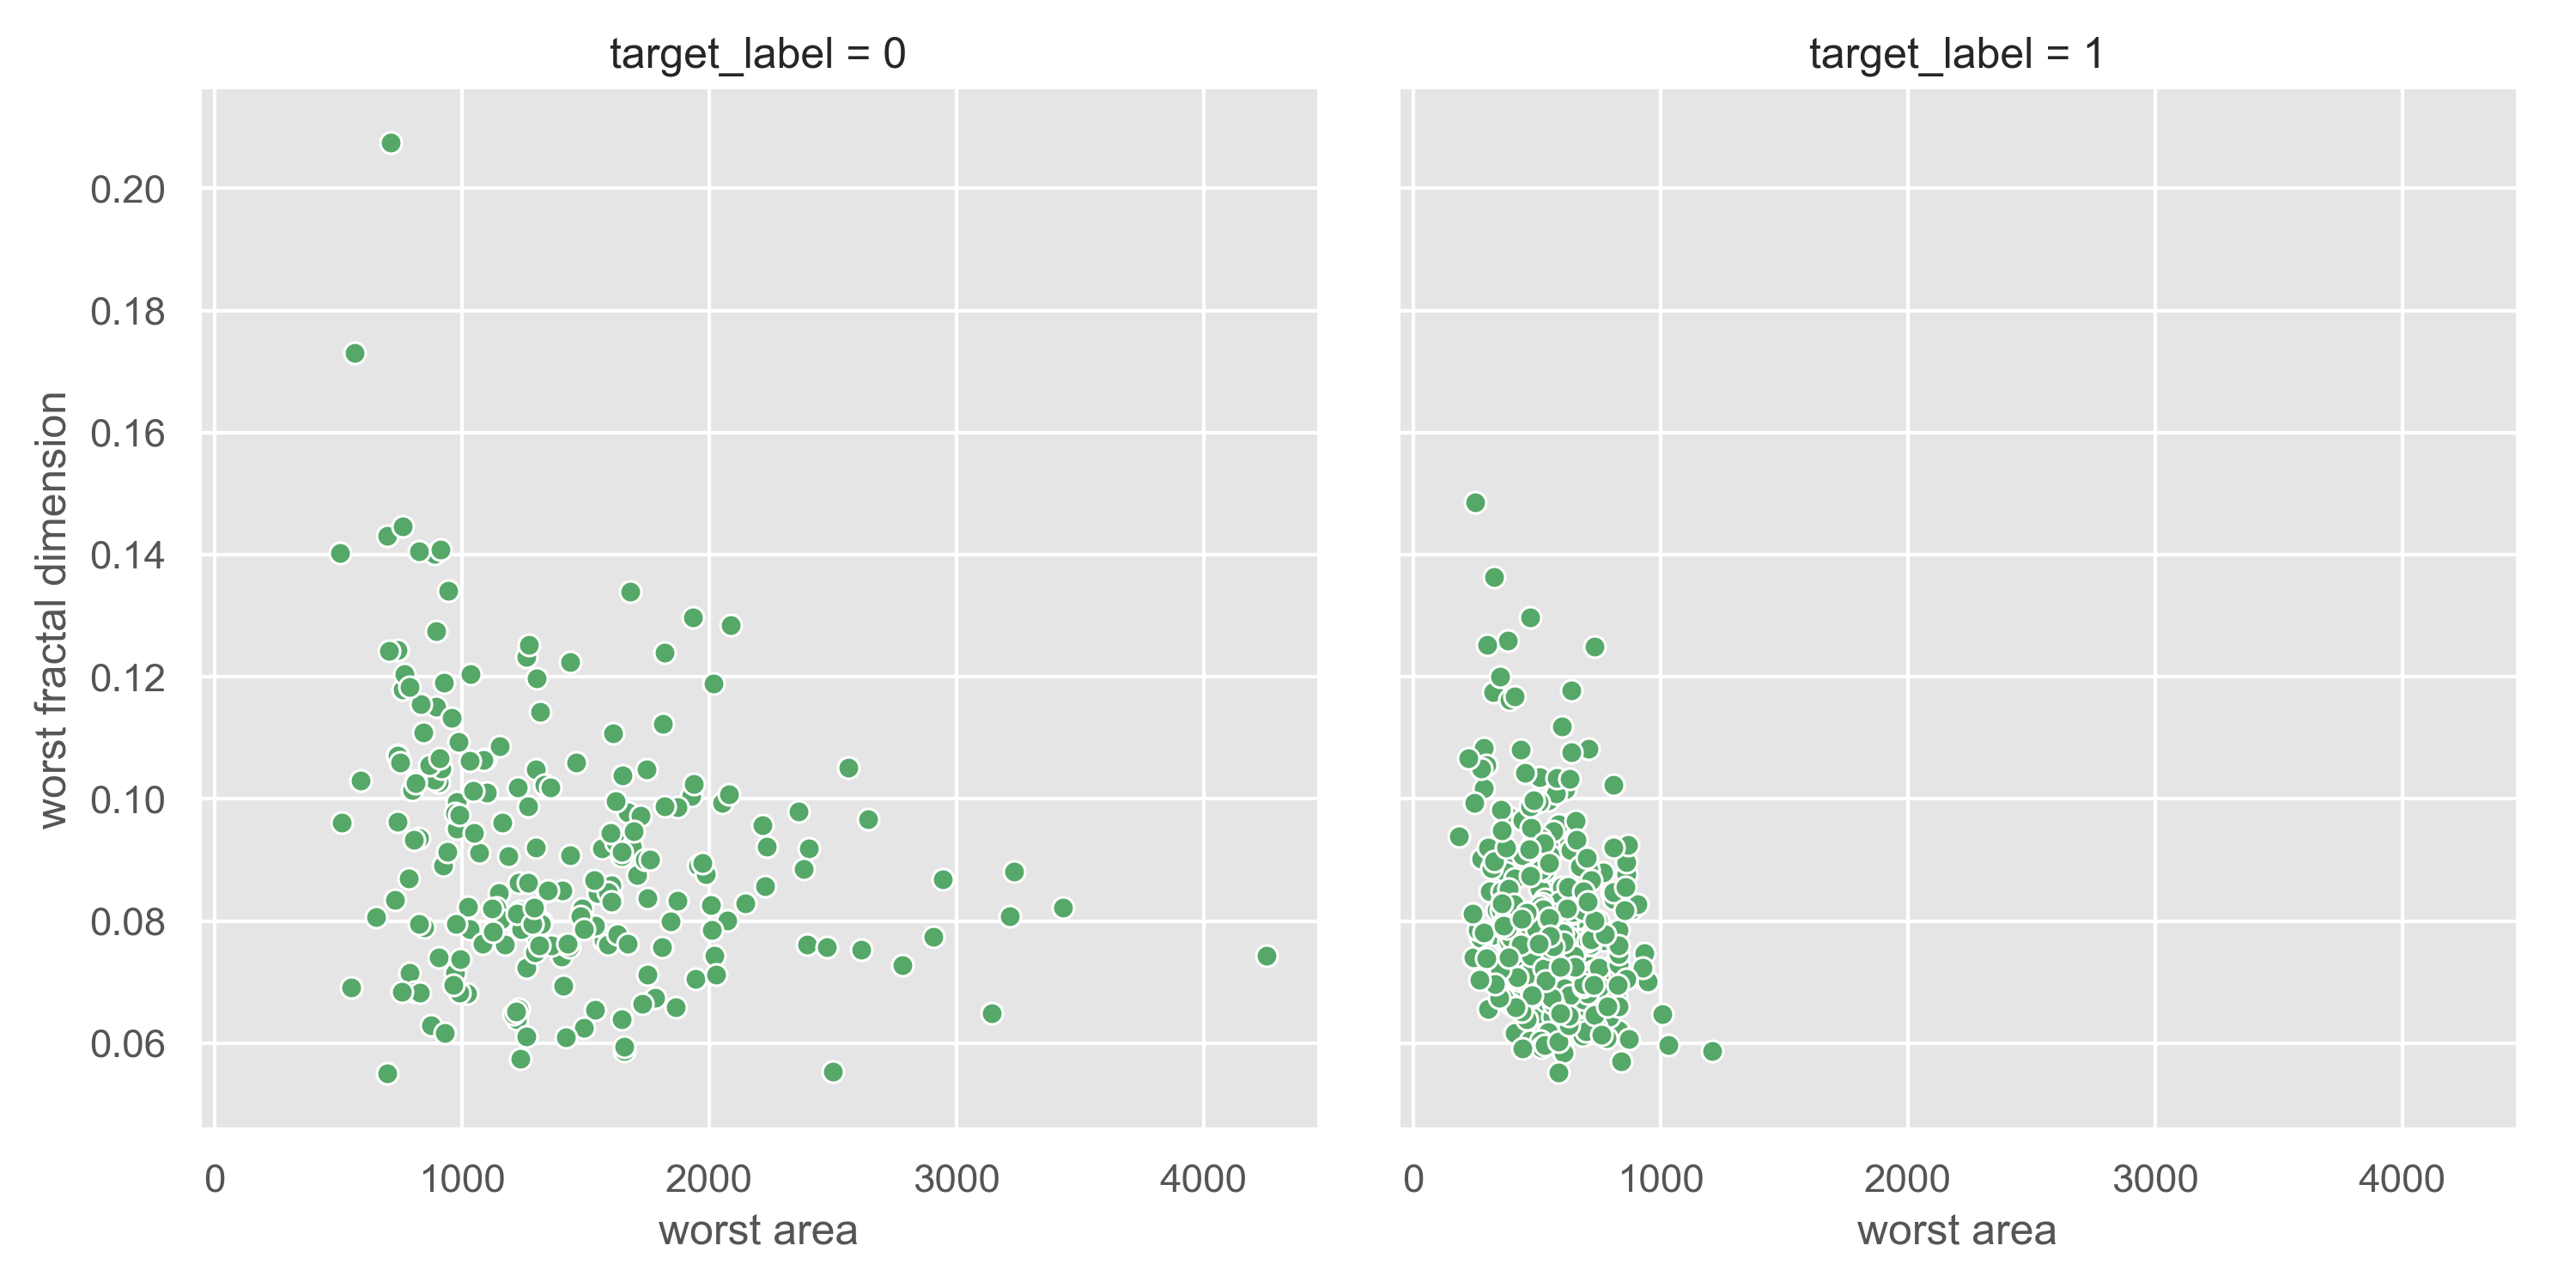 target_label = 0
target_label = 1
worst fractal dimension
0.20
0.18
0.16
0.14
0.12
0.10
0.08
0.06
0 1000 2000 3000 4000
0 1000 2000 3000 4000
worst area
worst area